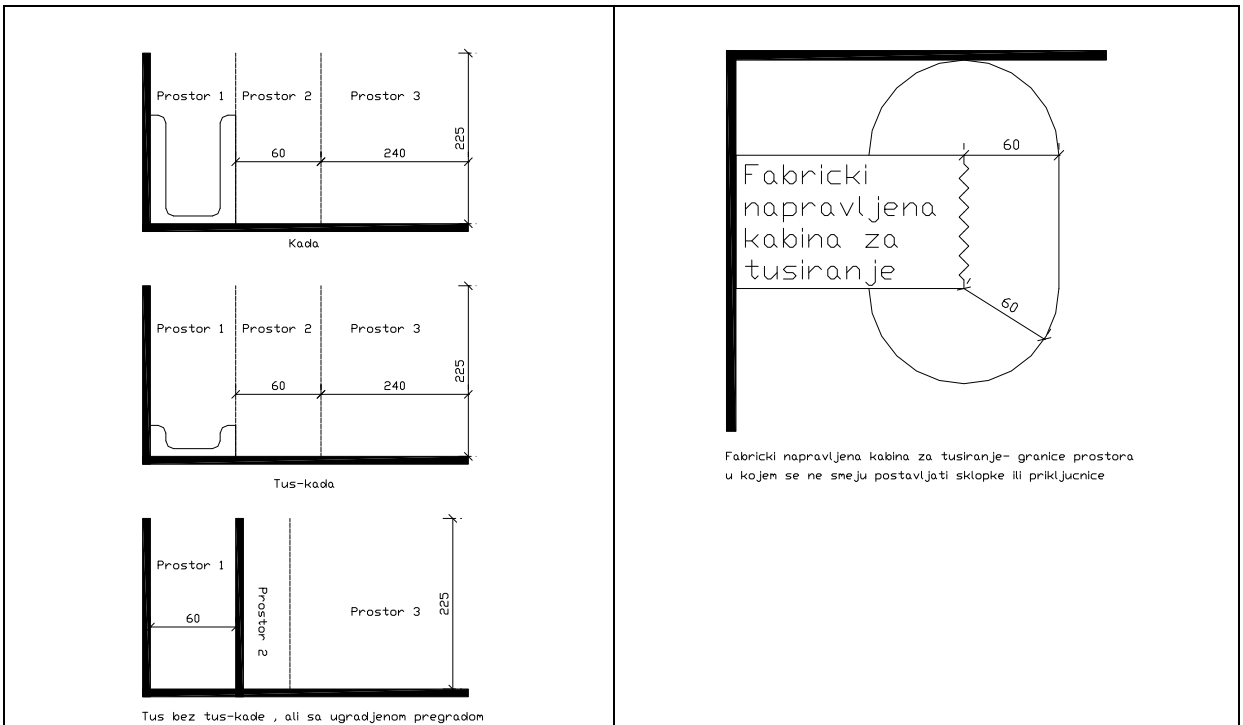 Prostor 1
Prostor 2
Prostor 3
225
60
240
Kada
Prostor 1
Prostor 2
Prostor 3
225
60
240
Tus-kada
Prostor 1
Prostor 2
Prostor 3
225
60
Tus bez tus-kade , ali sa ugradjenom pregradom
60
Fabricki
napravljena
kabina za
tusiranje
60
Fabricki napravljena kabina za tusiranje- granice prostora
u kojem se ne smeju postavljati sklopke ili prikljucnice